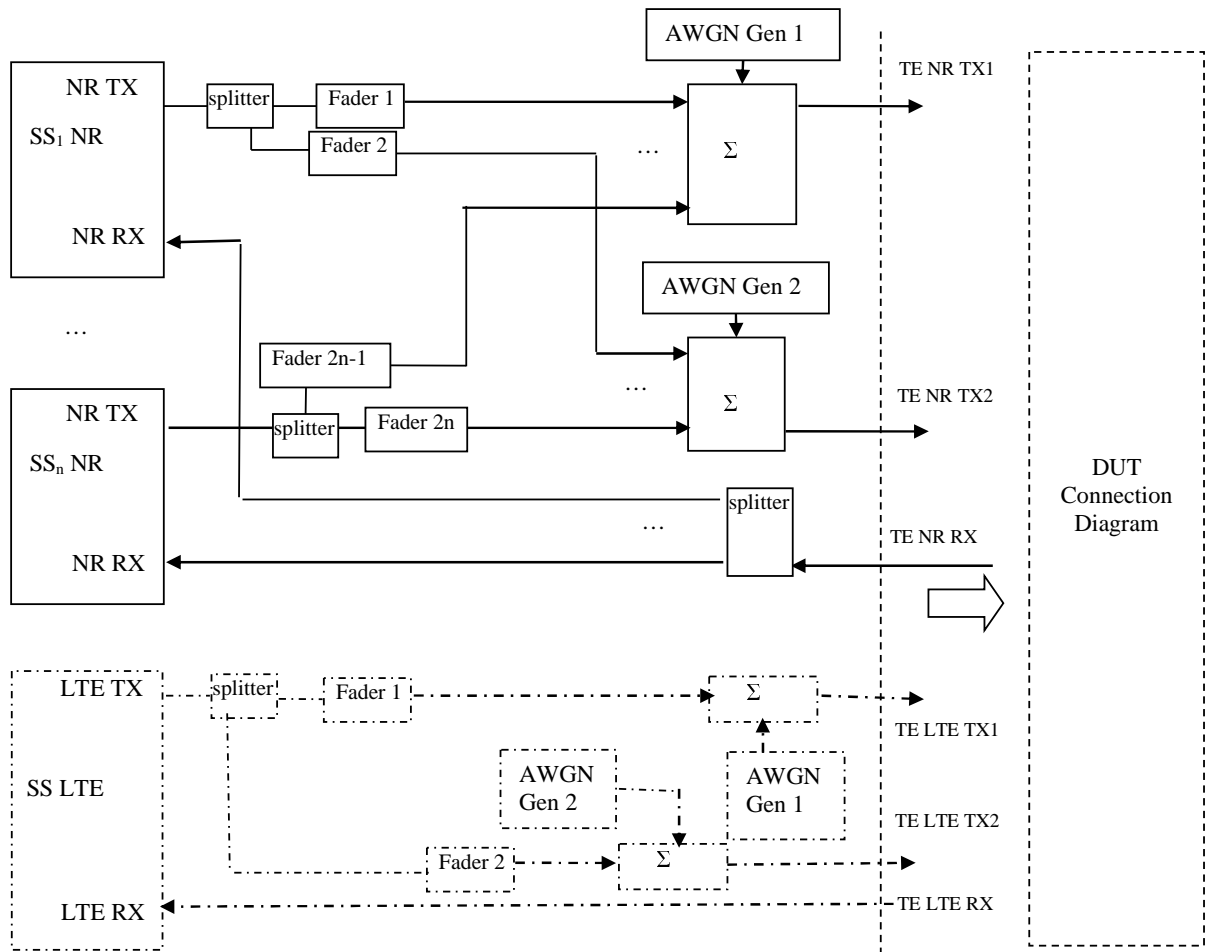 AWGN Gen 1
TE NR TX1
NR TX
splitter
Fader 1
SS₁ NR
Fader 2
…
Σ
NR RX
AWGN Gen 2
…
Fader 2n-1
…
Σ
TE NR TX2
NR TX
splitter
Fader 2n
SSₙ NR
DUT
Connection
Diagram
splitter
…
TE NR RX
NR RX
LTE TX
splitter
Fader 1
Σ
TE LTE TX1
SS LTE
AWGN
Gen 2
AWGN
Gen 1
TE LTE TX2
Fader 2
Σ
LTE RX
TE LTE RX